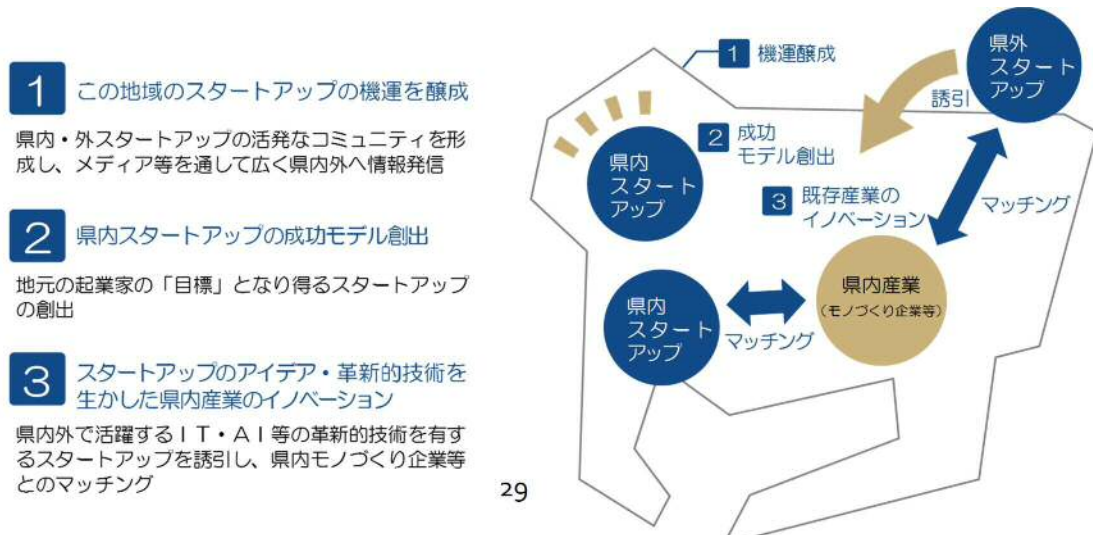 1 この地域のスタートアップの機運を醸成
県内・外スタートアップの活発なコミュニティを形
成し、メディア等を通して広く県内外へ情報発信
2 県内スタートアップの成功モデル創出
地元の起業家の「目標」となり得るスタートアップ
の創出
3 スタートアップのアイデア・革新的技術を
生かした県内産業のイノベーション
県内外で活躍するIT・AI等の革新的技術を有す
るスタートアップを誘引し、県内モノづくり企業等
とのマッチング
29
1 機運醸成
県外
スタート
アップ
誘引
2 成功
モデル創出
県内
スタート
アップ
3 既存産業の
イノベーション
マッチング
県内産業
(モノづくり企業等)
県内
スタート
アップ
マッチング